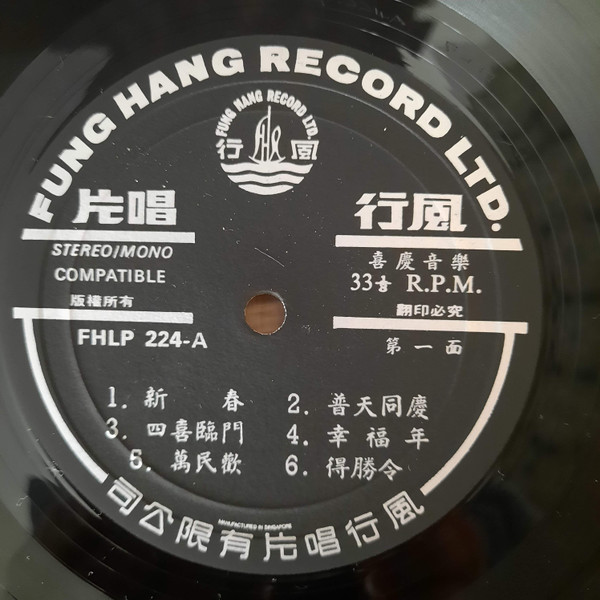 FUNG HANG RECORD LTD.
FUNG HANG RECORD LTD.
風行
風行唱片
STEREO/MONO
COMPATIBLE
版權所有
FHLP 224-A
喜慶音樂
33⅓ R.P.M.
翻印必究
第一面
1. 新春
2. 普天同慶
3. 四喜臨門
4. 幸福年
5. 萬民歡
6. 得勝令
MANUFACTURED IN SINGAPORE
風行唱片有限公司